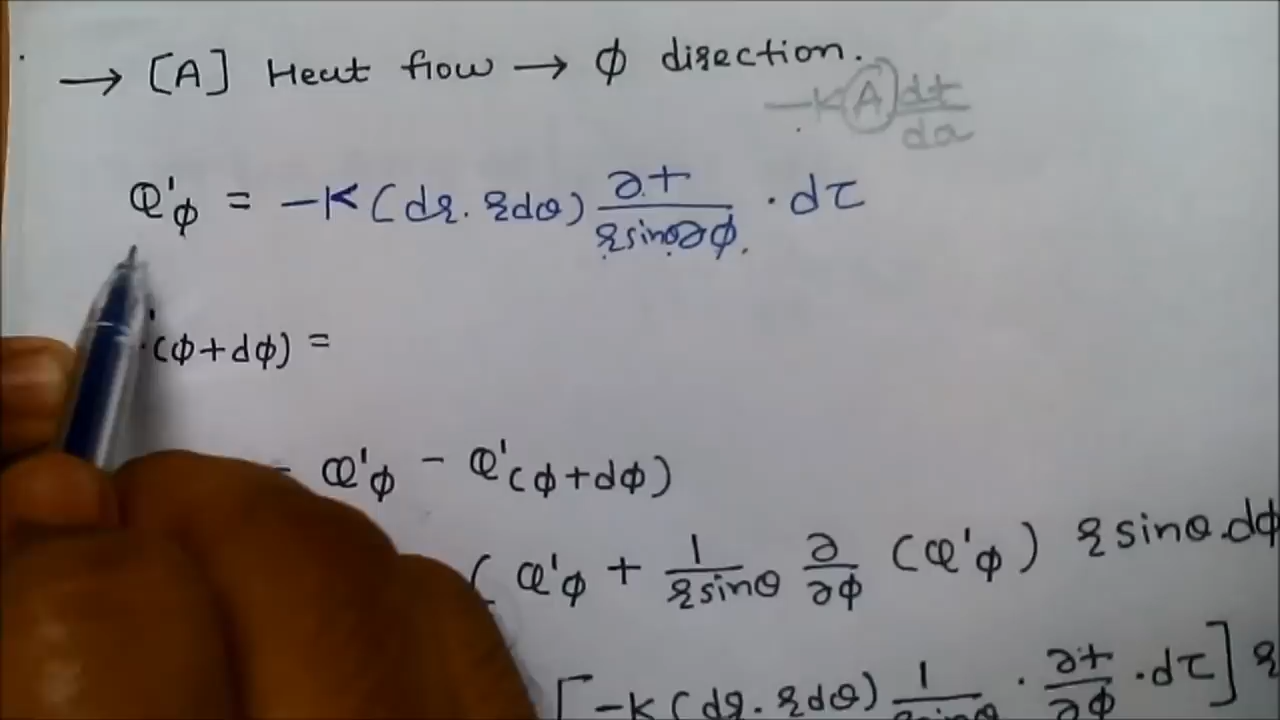 → [A] Heat flow → ϕ direction.
-K A dt/dx
Q'ϕ = -K (dr. rdθ) ∂t/(r sinθ∂ϕ) · dτ
'(ϕ+dϕ) =
Q'ϕ - Q'(ϕ+dϕ)
(Q'ϕ + 1/(r sinθ) ∂/∂ϕ (Q'ϕ) r sinθ.dϕ
[-K (dr. rdθ) 1/(r sinθ) · ∂t/∂ϕ · dτ] r